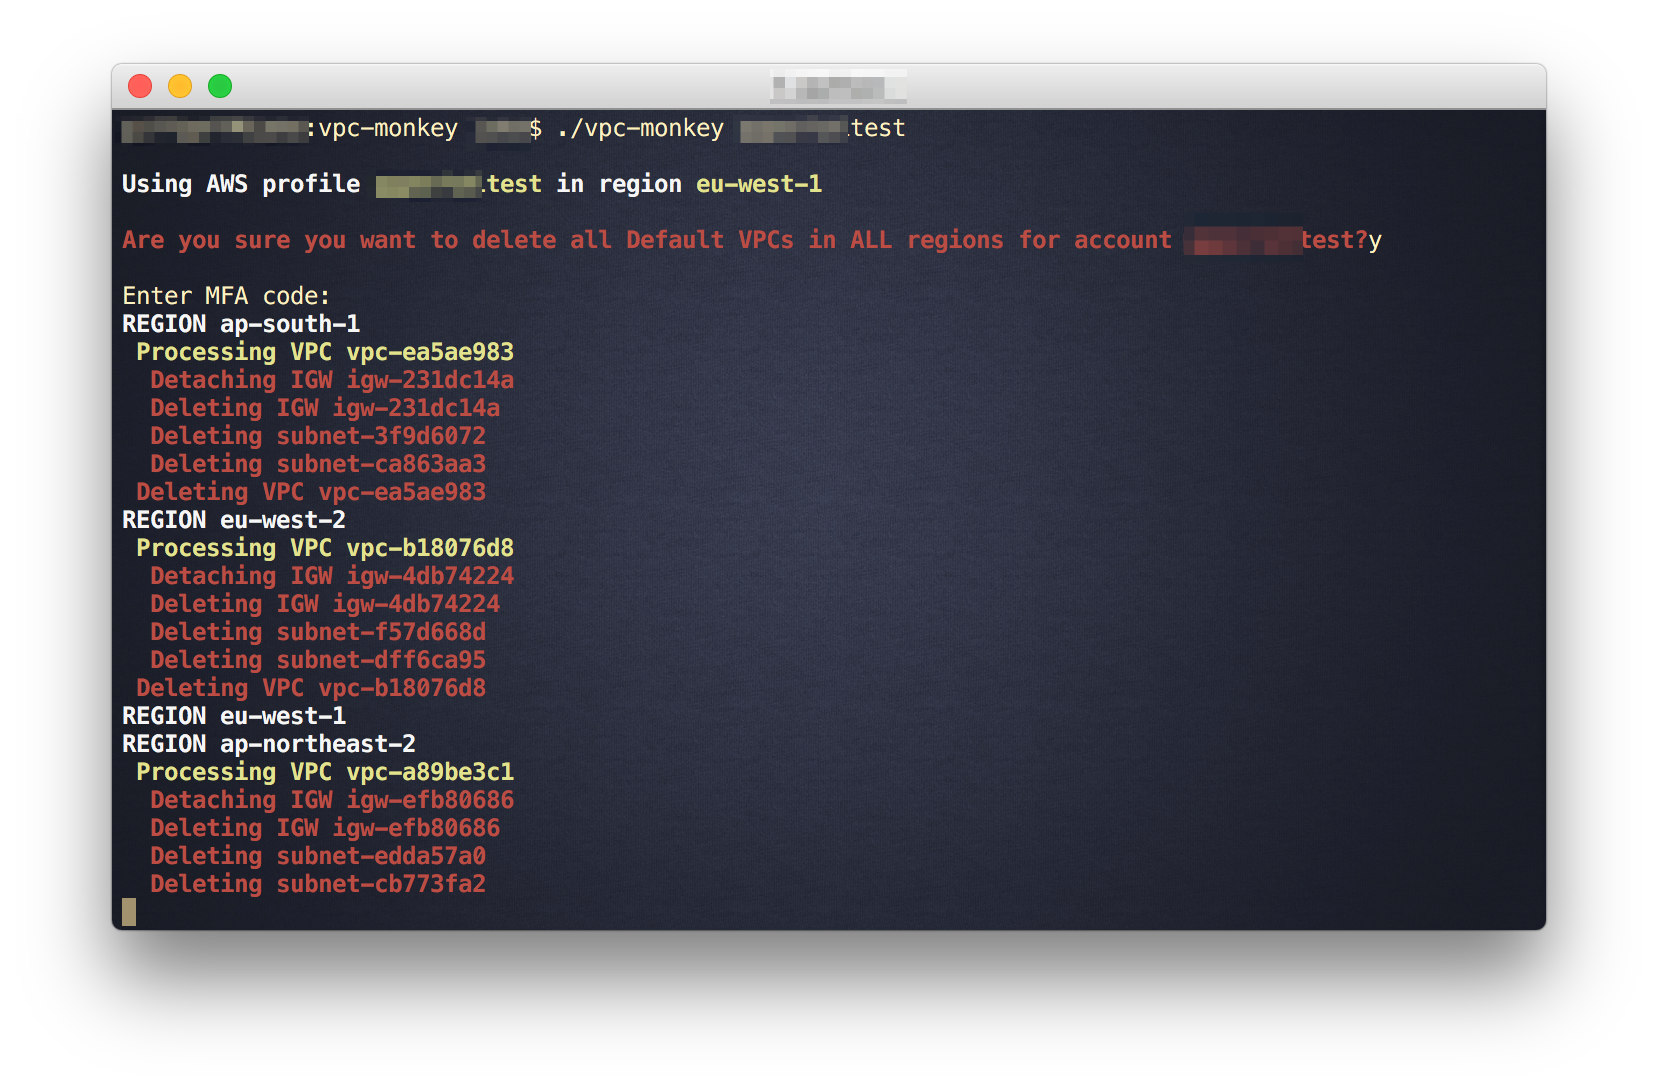 :vpc-monkey $ ./vpc-monkey test
Using AWS profile test in region eu-west-1
Are you sure you want to delete all Default VPCs in ALL regions for account test?y
Enter MFA code:
REGION ap-south-1
Processing VPC vpc-ea5ae983
Detaching IGW igw-231dc14a
Deleting IGW igw-231dc14a
Deleting subnet-3f9d6072
Deleting subnet-ca863aa3
Deleting VPC vpc-ea5ae983
REGION eu-west-2
Processing VPC vpc-b18076d8
Detaching IGW igw-4db74224
Deleting IGW igw-4db74224
Deleting subnet-f57d668d
Deleting subnet-dff6ca95
Deleting VPC vpc-b18076d8
REGION eu-west-1
REGION ap-northeast-2
Processing VPC vpc-a89be3c1
Detaching IGW igw-efb80686
Deleting IGW igw-efb80686
Deleting subnet-edda57a0
Deleting subnet-cb773fa2